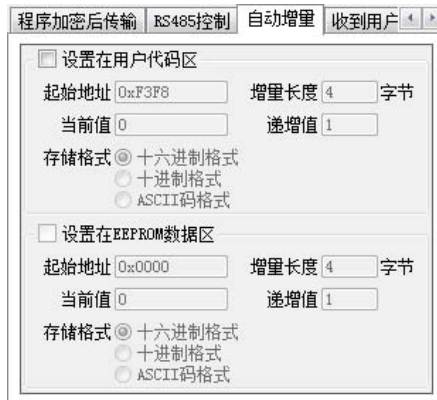 程序加密后传输 RS485控制 自动增量 收到用户
设置在用户代码区
起始地址 0xF3F8 增量长度 4 字节
当前值 0 递增值 1
存储格式 十六进制格式
十进制格式
ASCII码格式
设置在EEPROM数据区
起始地址 0x0000 增量长度 4 字节
当前值 0 递增值 1
存储格式 十六进制格式
十进制格式
ASCII码格式